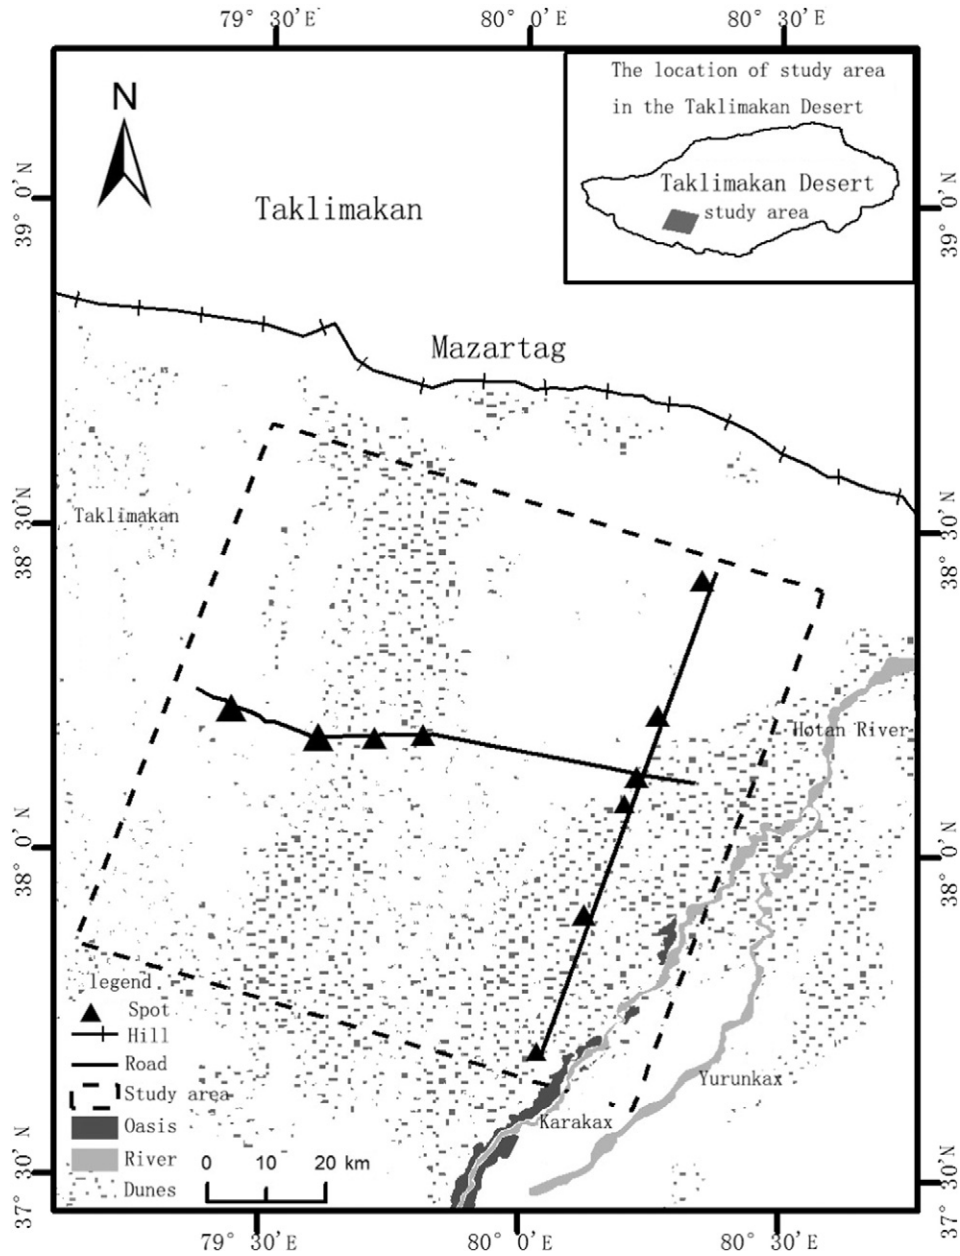 79° 30'E
80° 0'E
80° 30'E
The location of study area
in the Taklimakan Desert
Taklimakan Desert
study area
N
39° 0'N
39° 0'N
Taklimakan
Mazartag
38° 30'N
38° 30'N
Taklimakan
Hotan River
38° 0'N
38° 0'N
legend
Spot
Hill
Road
Study area
Oasis
River
Dunes
0 10 20 km
Yurunkax
Karakax
37° 30'N
37° 30'N
79° 30'E
80° 0'E
80° 30'E